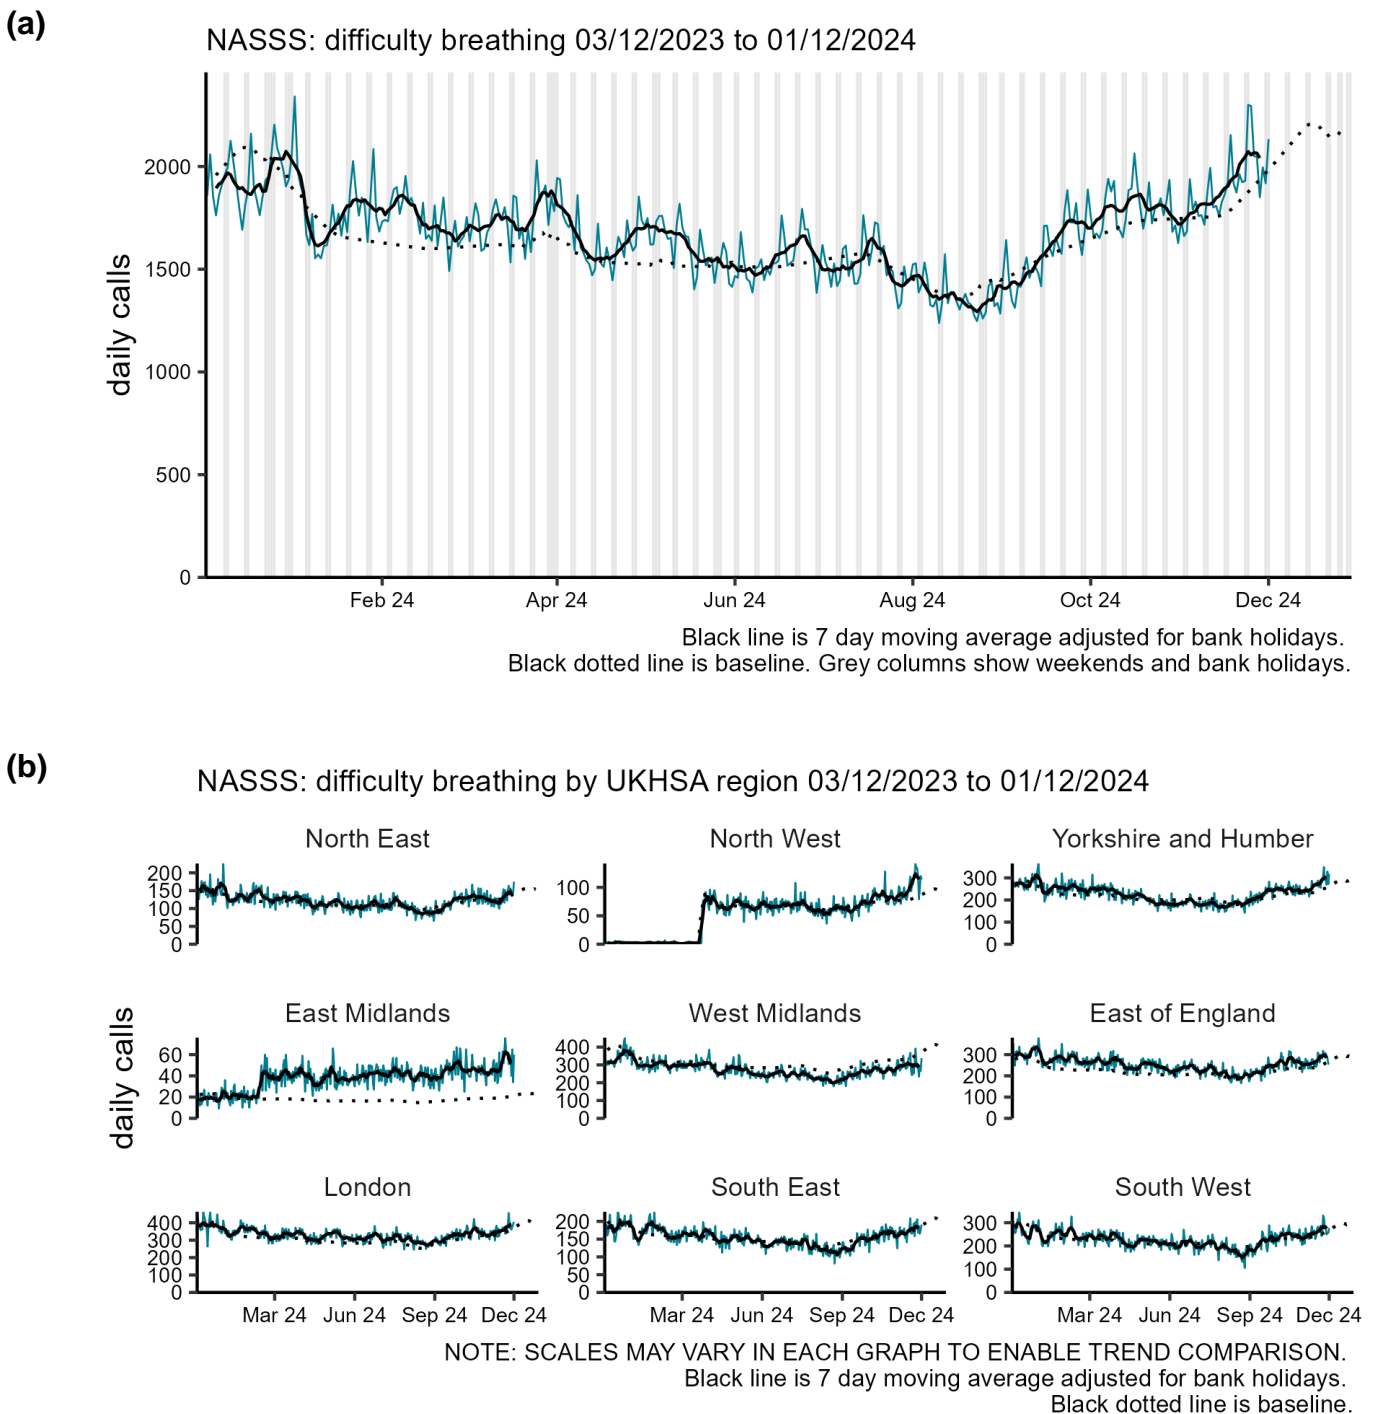 (a)
NASSS: difficulty breathing 03/12/2023 to 01/12/2024
daily calls
2000
1500
1000
500
0
Feb 24 Apr 24 Jun 24 Aug 24 Oct 24 Dec 24
Black line is 7 day moving average adjusted for bank holidays.
Black dotted line is baseline. Grey columns show weekends and bank holidays.
(b)
NASSS: difficulty breathing by UKHSA region 03/12/2023 to 01/12/2024
daily calls
North East
200
150
100
50
0
North West
100
50
0
Yorkshire and Humber
300
200
100
0
East Midlands
60
40
20
0
West Midlands
400
300
200
100
0
East of England
300
200
100
0
London
400
300
200
100
0
Mar 24 Jun 24 Sep 24 Dec 24
South East
200
150
100
50
0
Mar 24 Jun 24 Sep 24 Dec 24
South West
300
200
100
0
Mar 24 Jun 24 Sep 24 Dec 24
NOTE: SCALES MAY VARY IN EACH GRAPH TO ENABLE TREND COMPARISON.
Black line is 7 day moving average adjusted for bank holidays.
Black dotted line is baseline.